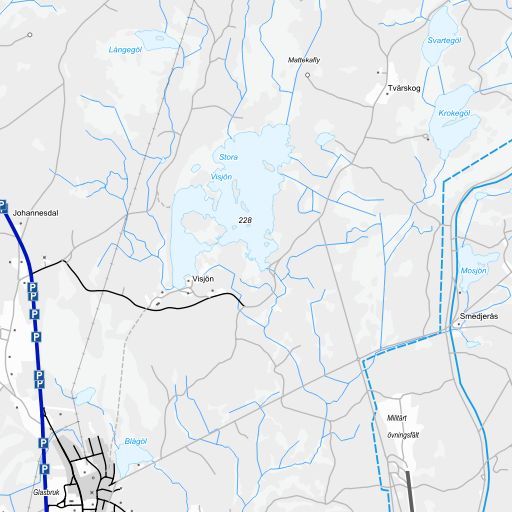 Svartegöl
Långegöl
Mattekafly
Tvärskog
Krokegöl
Stora
Visjön
P
Johannesdal
228
Mosjön
Visjön
P
P
P
Smedjerås
P
P
P
Militärt
övningsfält
Blågöl
P
P
Glasbruk